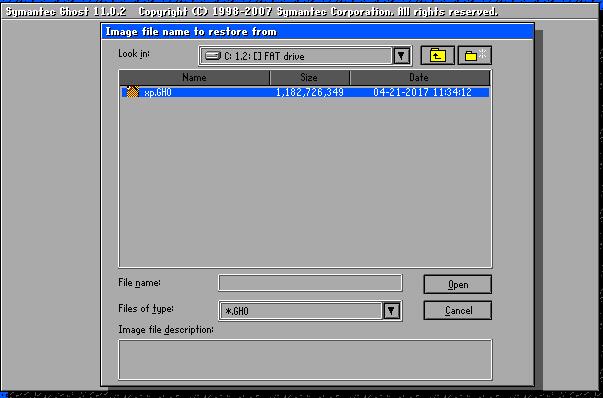 Symantec Ghost 11.0.2 Copyright (C) 1998-2007 Symantec Corporation. All rights reserved.
Image file name to restore from
Look in: C: 1.2: [] FAT drive
Name Size Date
xp.GHO 1,182,726,349 04-21-2017 11:34:12
File name: Open
Files of type: *.GHO Cancel
Image file description: